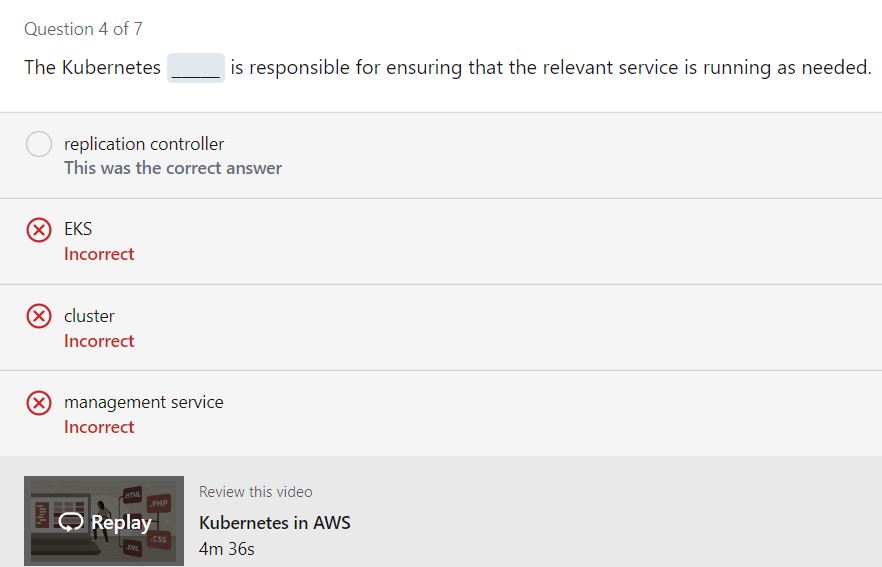 Question 4 of 7
The Kubernetes _____ is responsible for ensuring that the relevant service is running as needed.
replication controller
This was the correct answer
EKS
Incorrect
cluster
Incorrect
management service
Incorrect
.HTML
.PHP
Replay
.CSS
.XML
Review this video
Kubernetes in AWS
4m 36s